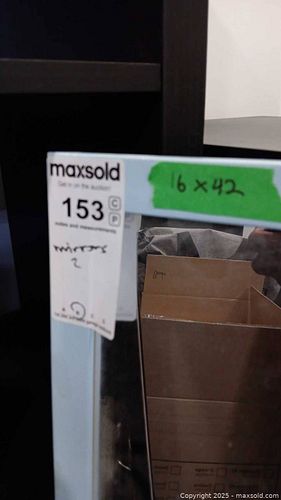 maxsold
Get in on the auction!
16 x 42
153
C
P
notes and measurements
mirrors
2
Copyright 2025 - maxsold.com